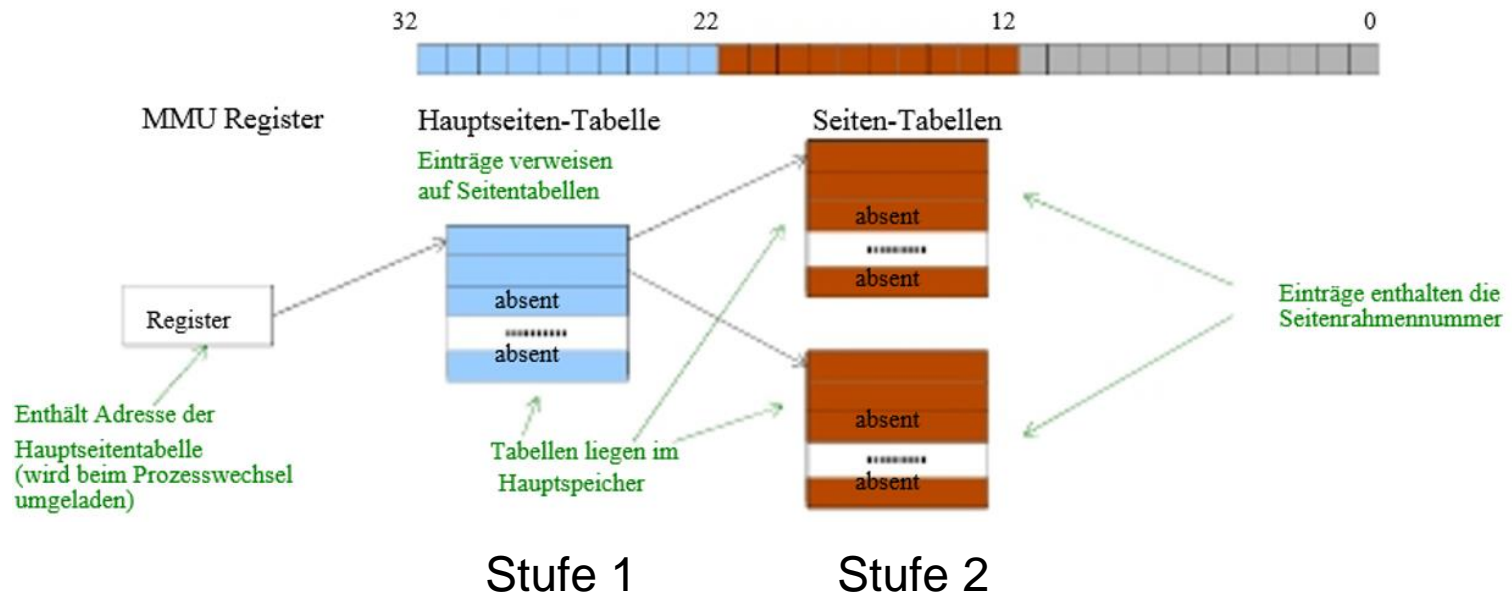 32 22 12 0
MMU Register
Hauptseiten-Tabelle
Seiten-Tabellen
Einträge verweisen
auf Seitentabellen
Register
absent
..........
absent
absent
..........
absent
absent
..........
absent
Einträge enthalten die
Seitenrahmennummer
Enthält Adresse der
Hauptseitentabelle
(wird beim Prozesswechsel
umgeladen)
Tabellen liegen im
Hauptspeicher
Stufe 1
Stufe 2